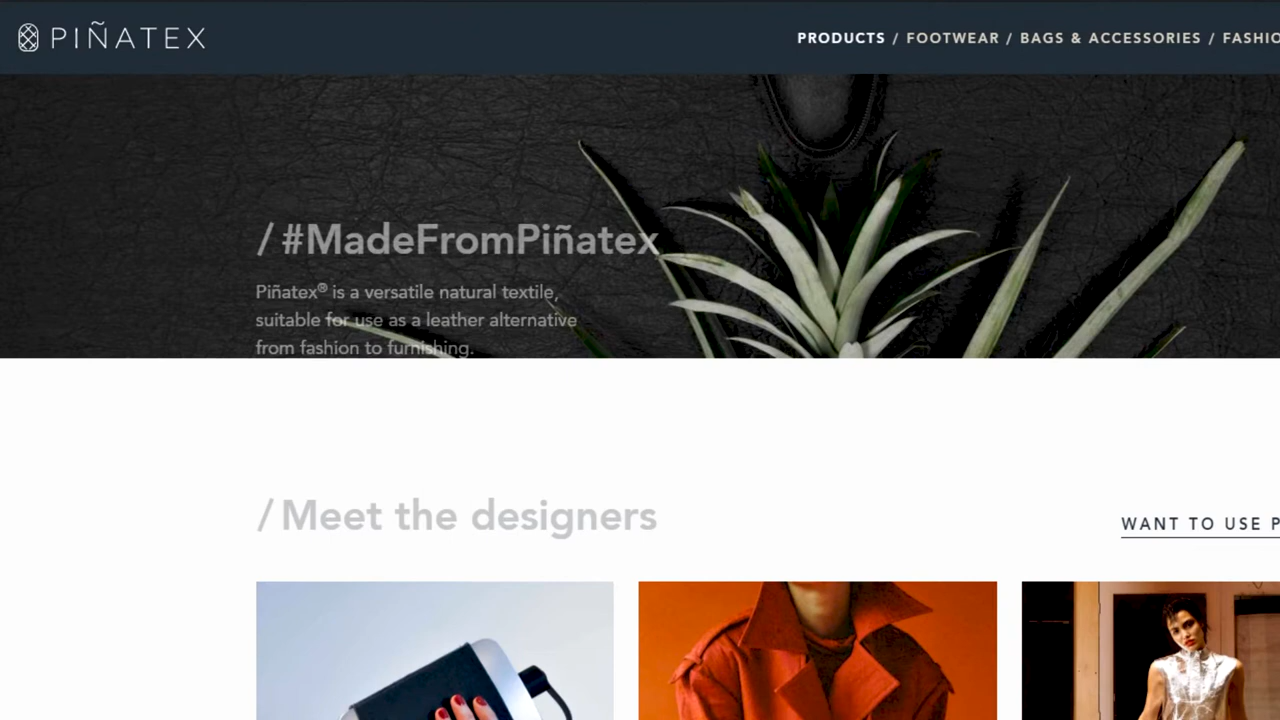 PIÑATEX
PRODUCTS / FOOTWEAR / BAGS & ACCESSORIES / FASHIO
/ #MadeFromPiñatex
Piñatex® is a versatile natural textile,
suitable for use as a leather alternative
from fashion to furnishing.
/ Meet the designers
WANT TO USE P